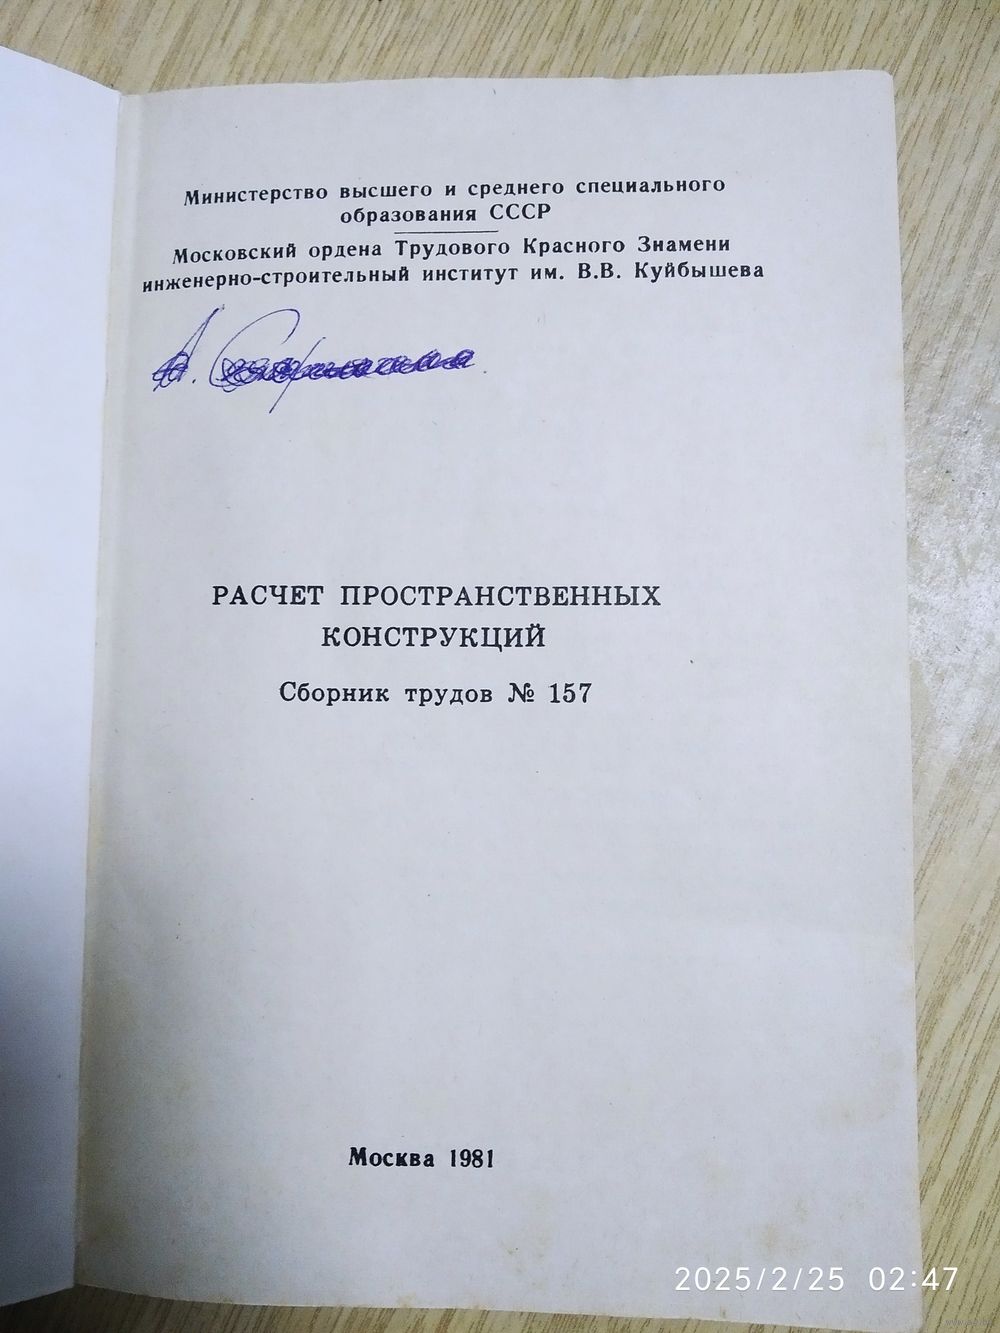 Министерство высшего и среднего специального
образования СССР
Московский ордена Трудового Красного Знамени
инженерно-строительный институт им. В.В. Куйбышева
РАСЧЕТ ПРОСТРАНСТВЕННЫХ
КОНСТРУКЦИЙ
Сборник трудов № 157
Москва 1981
2025/2/25 02:47